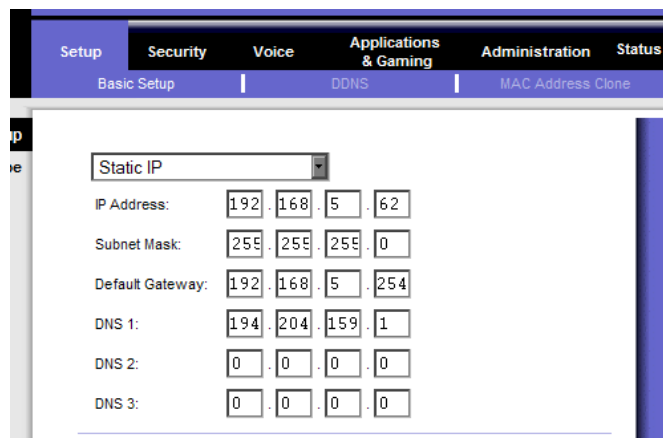 Setup Security Voice Applications & Gaming Administration Status
Basic Setup DDNS MAC Address Clone
up
pe
Static IP
IP Address: 192 . 168 . 5 . 62
Subnet Mask: 255 . 255 . 255 . 0
Default Gateway: 192 . 168 . 5 . 254
DNS 1: 194 . 204 . 159 . 1
DNS 2: 0 . 0 . 0 . 0
DNS 3: 0 . 0 . 0 . 0